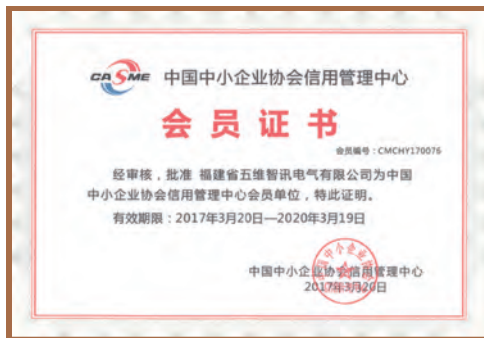 CASME 中国中小企业协会信用管理中心
会员证书
会员编号：CMCHY170076
经审核，批准 福建省五维智讯电气有限公司为中国
中小企业协会信用管理中心会员单位，特此证明。
有效期限：2017年3月20日—2020年3月19日
中国中小企业协会信用管理中心
2017年3月20日